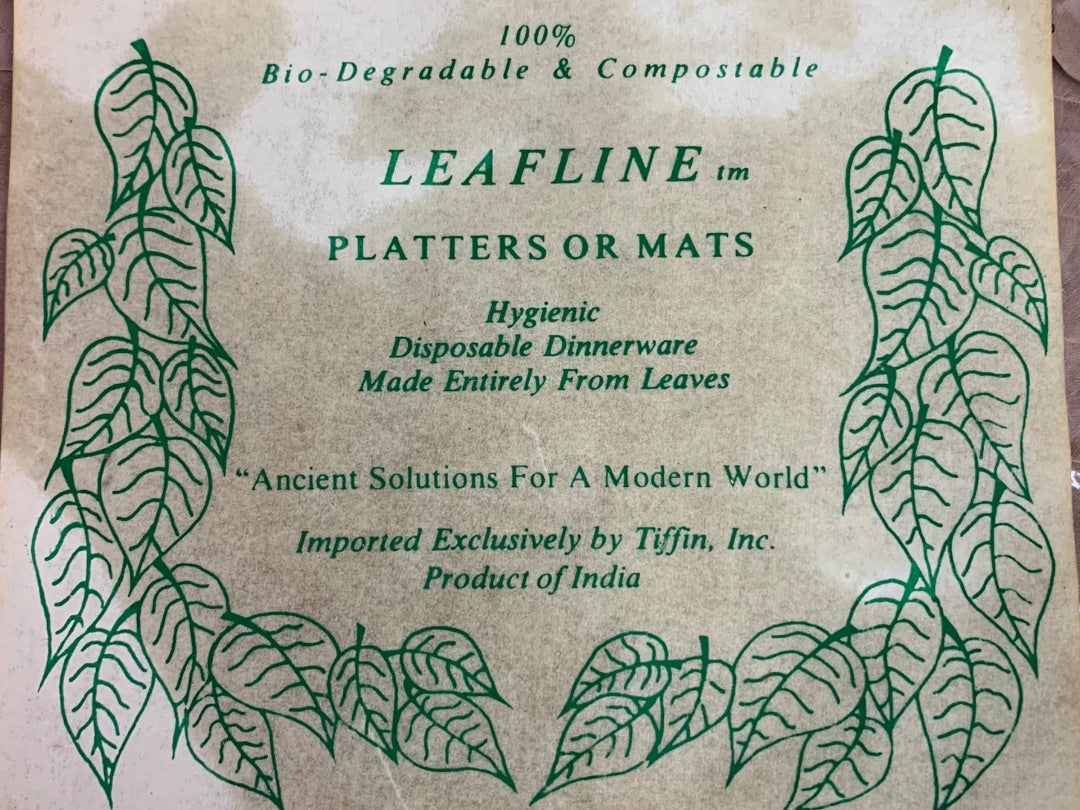 100%
Bio-Degradable & Compostable
LEAFLINE tm
PLATTERS OR MATS
Hygienic
Disposable Dinnerware
Made Entirely From Leaves
“Ancient Solutions For A Modern World”
Imported Exclusively by Tiffin, Inc.
Product of India